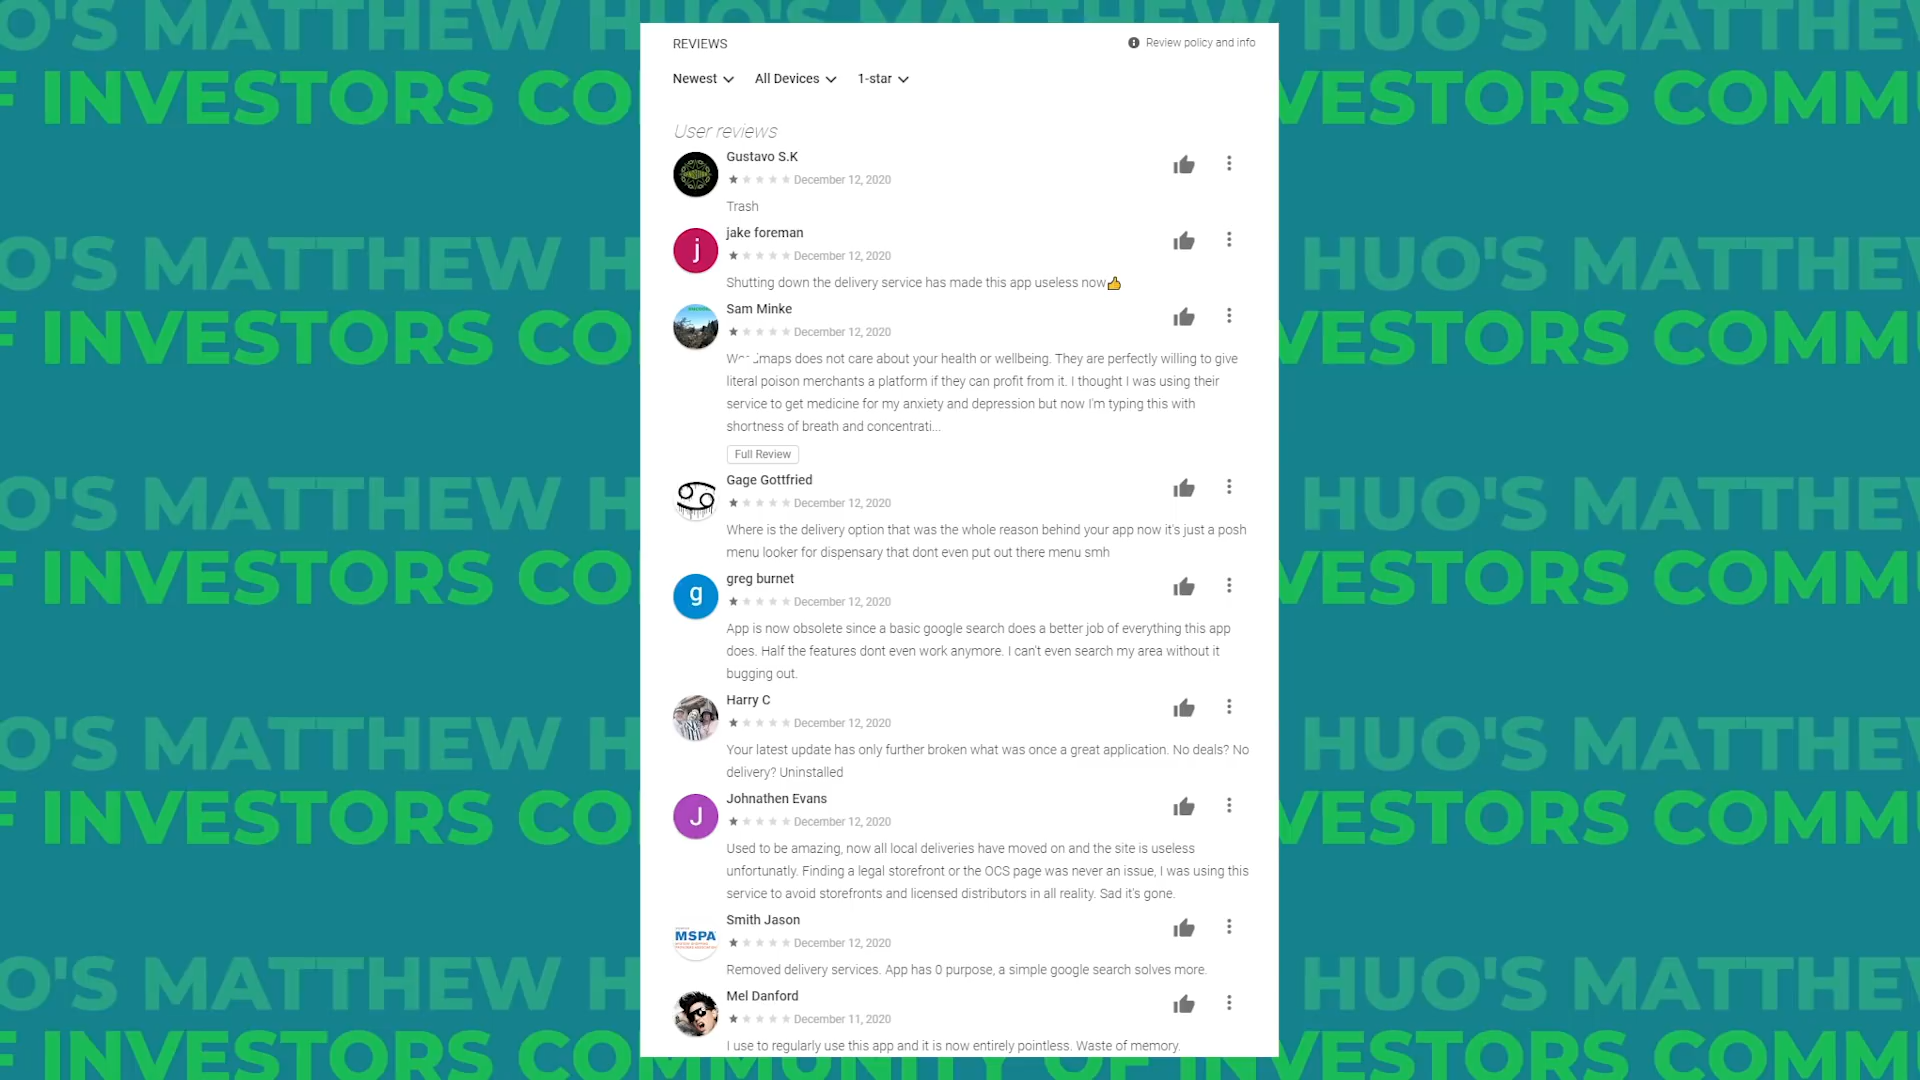 O'S MATTHEW HUO'S MATTHEW HUO'S MATTHEW
F INVESTORS COMMUNITY OF INVESTORS COMMU
REVIEWS
Review policy and info
Newest All Devices 1-star
User reviews
Gustavo S.K
December 12, 2020
Trash
jake foreman
December 12, 2020
Shutting down the delivery service has made this app useless now👍
Sam Minke
December 12, 2020
maps does not care about your health or wellbeing. They are perfectly willing to give
literal poison merchants a platform if they can profit from it. I thought I was using their
service to get medicine for my anxiety and depression but now I'm typing this with
shortness of breath and concentrati...
Full Review
Gage Gottfried
December 12, 2020
Where is the delivery option that was the whole reason behind your app now it's just a posh
menu looker for dispensary that dont even put out there menu smh
greg burnet
December 12, 2020
App is now obsolete since a basic google search does a better job of everything this app
does. Half the features dont even work anymore. I can't even search my area without it
bugging out.
Harry C
December 12, 2020
Your latest update has only further broken what was once a great application. No deals? No
delivery? Uninstalled
Johnathen Evans
December 12, 2020
Used to be amazing, now all local deliveries have moved on and the site is useless
unfortunatly. Finding a legal storefront or the OCS page was never an issue, I was using this
service to avoid storefronts and licensed distributors in all reality. Sad it's gone.
Smith Jason
MSPA
December 12, 2020
Removed delivery services. App has 0 purpose, a simple google search solves more.
Mel Danford
December 11, 2020
I use to regularly use this app and it is now entirely pointless. Waste of memory.